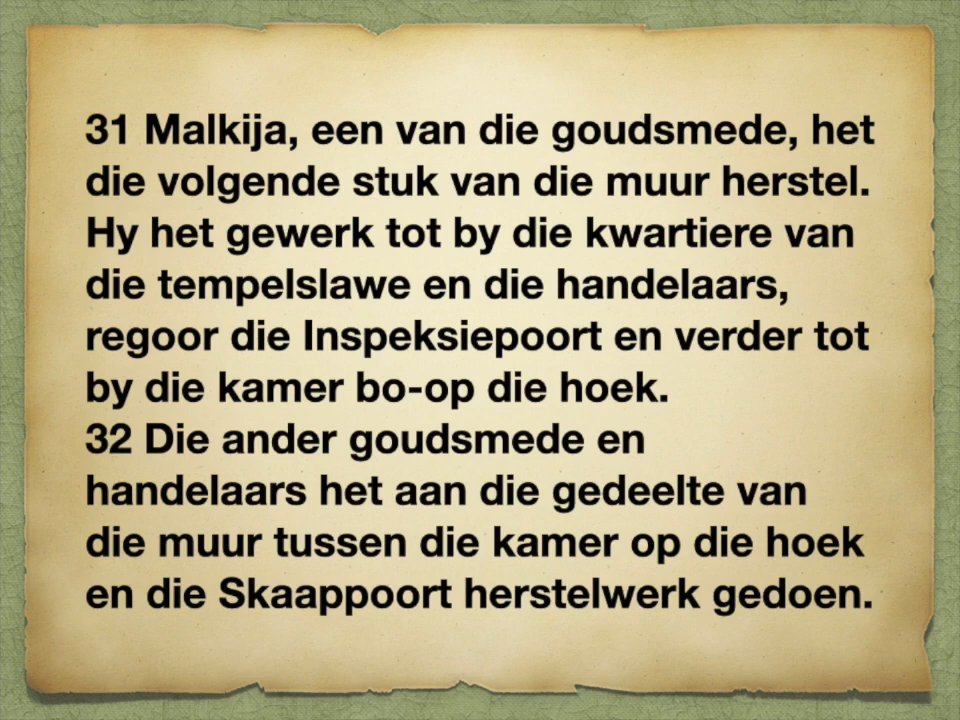 31 Malkija, een van die goudsmede, het
die volgende stuk van die muur herstel.
Hy het gewerk tot by die kwartiere van
die tempelslawe en die handelaars,
regoor die Inspeksiepoort en verder tot
by die kamer bo-op die hoek.
32 Die ander goudsmede en
handelaars het aan die gedeelte van
die muur tussen die kamer op die hoek
en die Skaappoort herstelwerk gedoen.